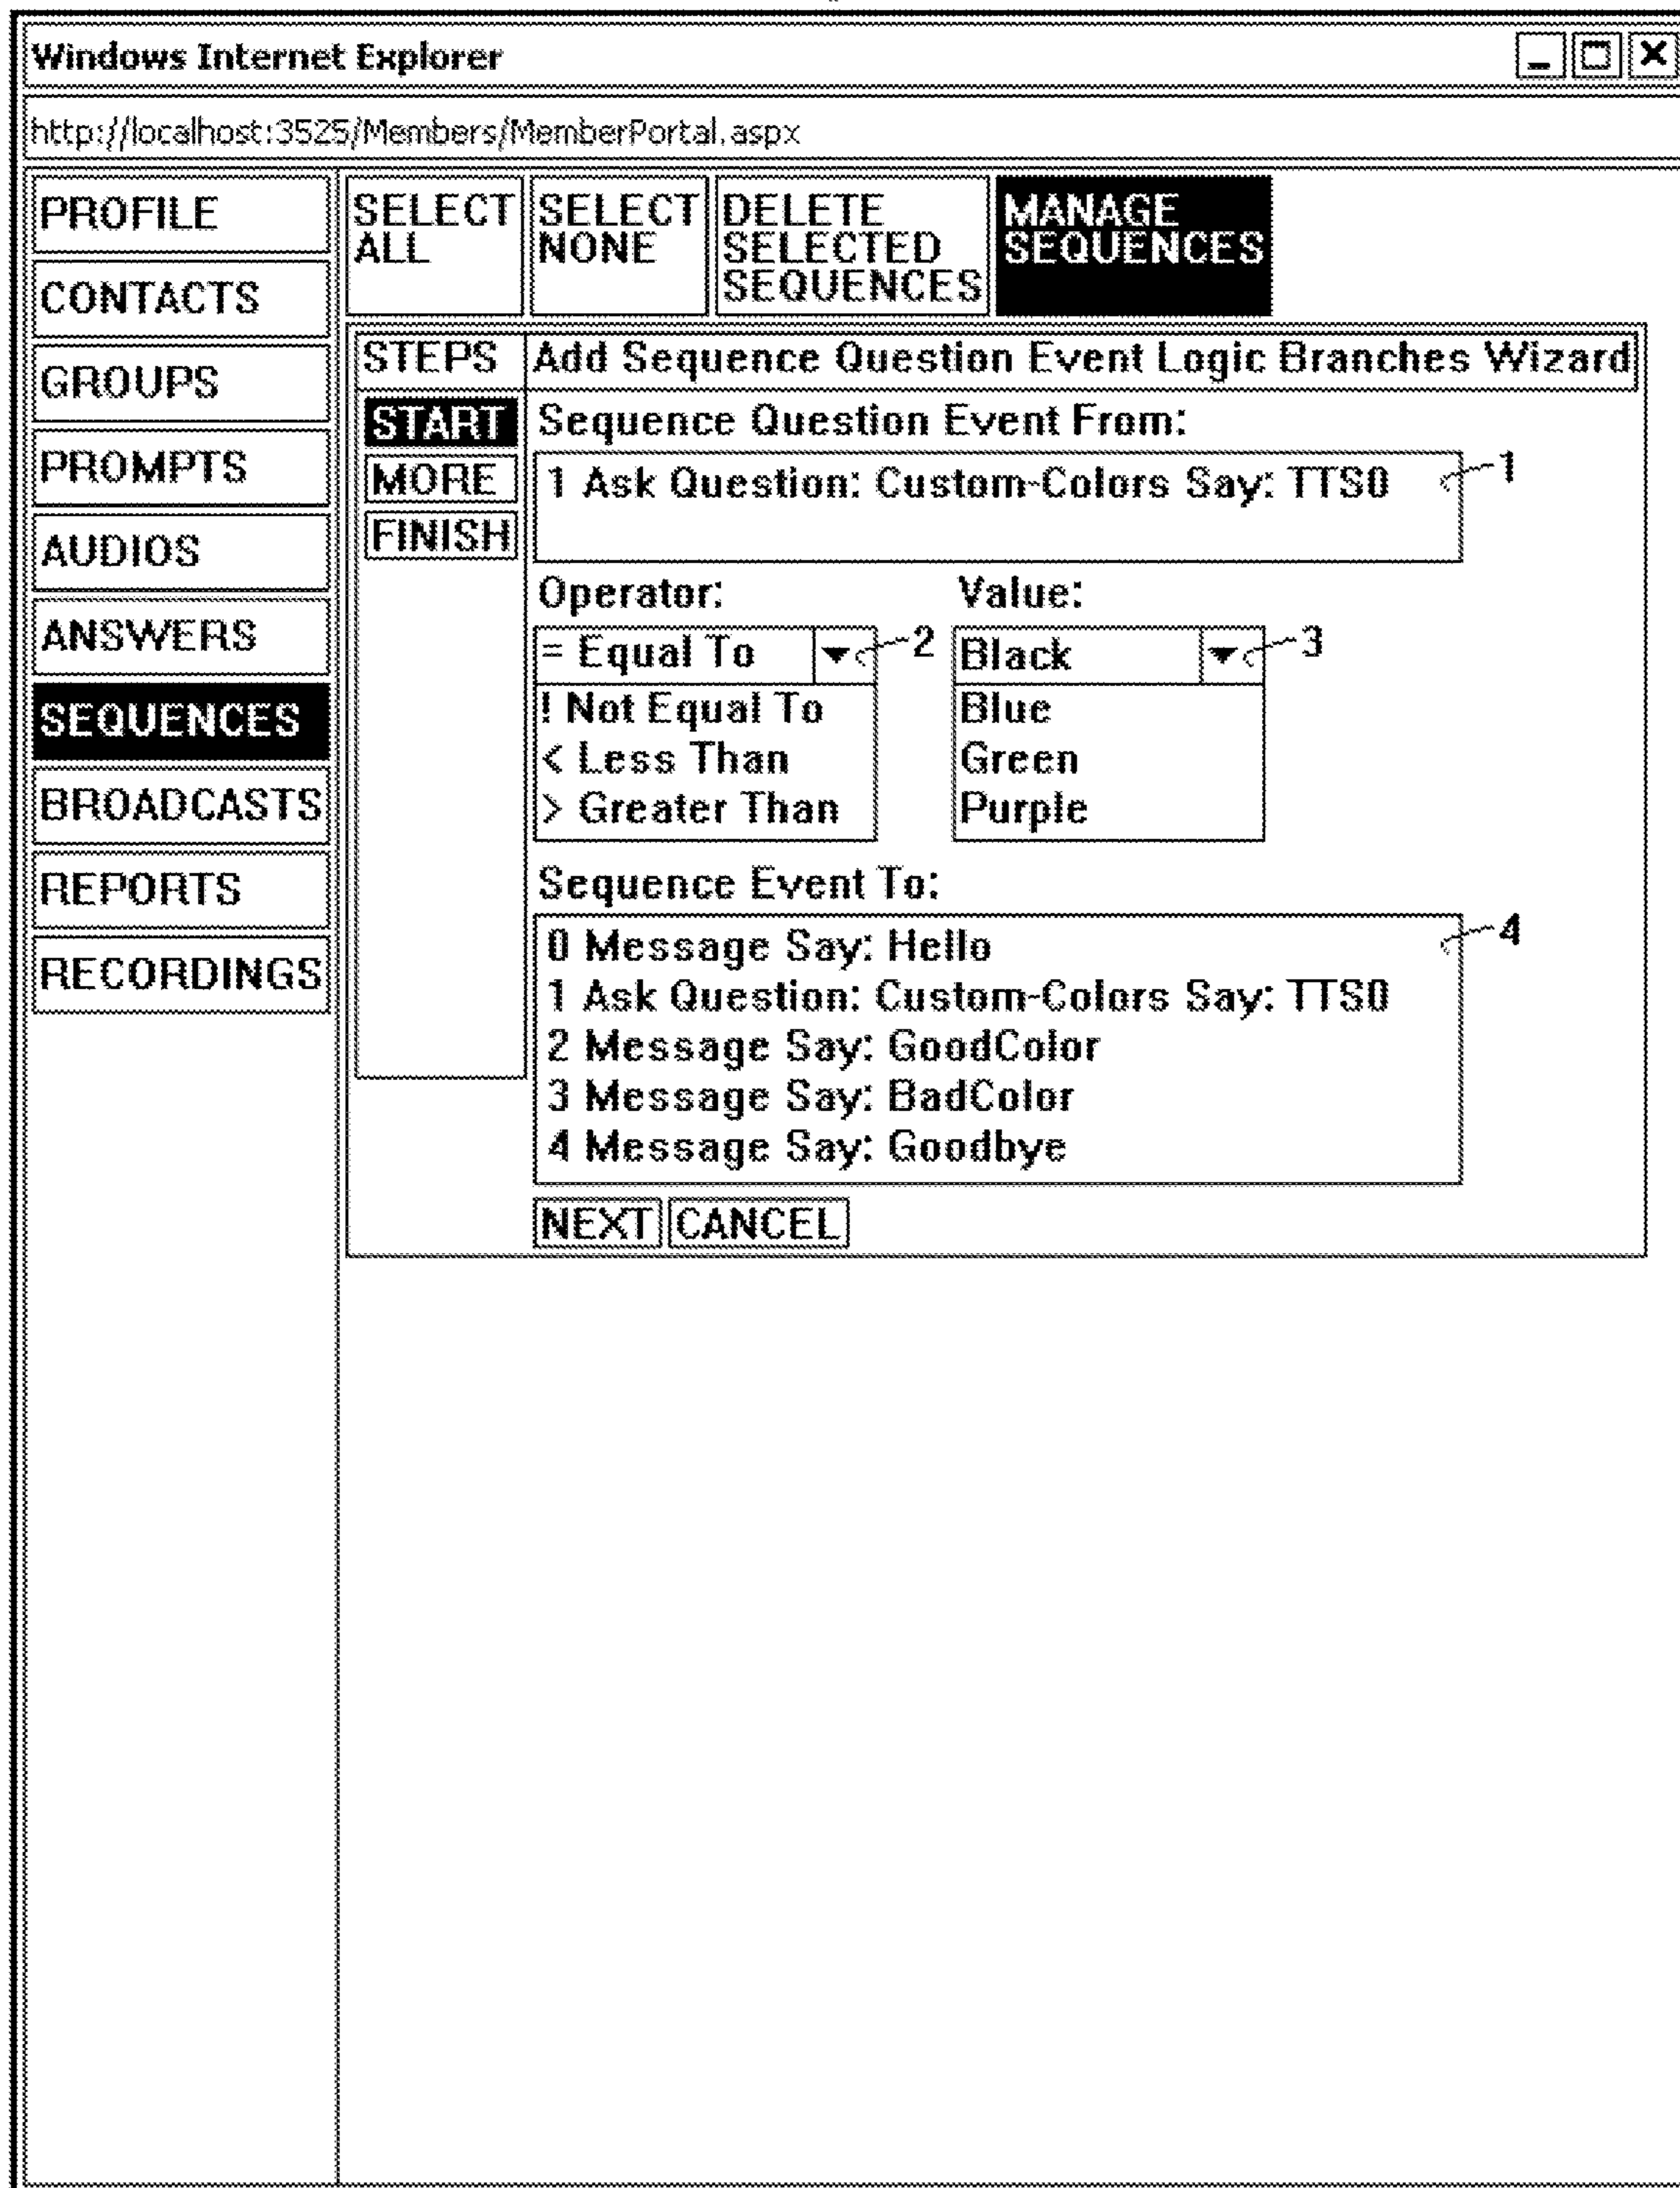 Windows Internet Explorer
http://localhost:3525/Members/MemberPortal.aspx
PROFILE
CONTACTS
GROUPS
PROMPTS
AUDIOS
ANSWERS
SEQUENCES
BROADCASTS
REPORTS
RECORDINGS
SELECT
ALL
SELECT
NONE
DELETE
SELECTED
SEQUENCES
MANAGE
SEQUENCES
STEPS
START
MORE
FINISH
Add Sequence Question Event Logic Branches Wizard
Sequence Question Event From:
1 Ask Question: Custom-Colors Say: TTS0
1
Operator:
= Equal To
2
! Not Equal To
< Less Than
> Greater Than
Value:
Black
3
Blue
Green
Purple
Sequence Event To:
0 Message Say: Hello
4
1 Ask Question: Custom-Colors Say: TTS0
2 Message Say: GoodColor
3 Message Say: BadColor
4 Message Say: Goodbye
NEXT CANCEL